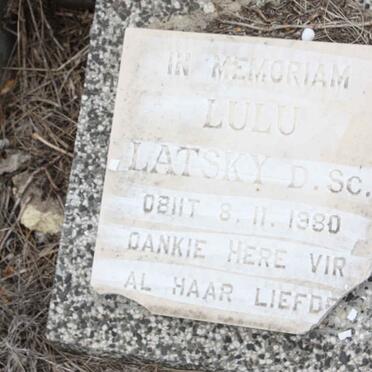 IN MEMORIAM
LULU
LATSKY D. SC.
OBIIT 8. 11. 1980
DANKIE HERE VIR
AL HAAR LIEFDE